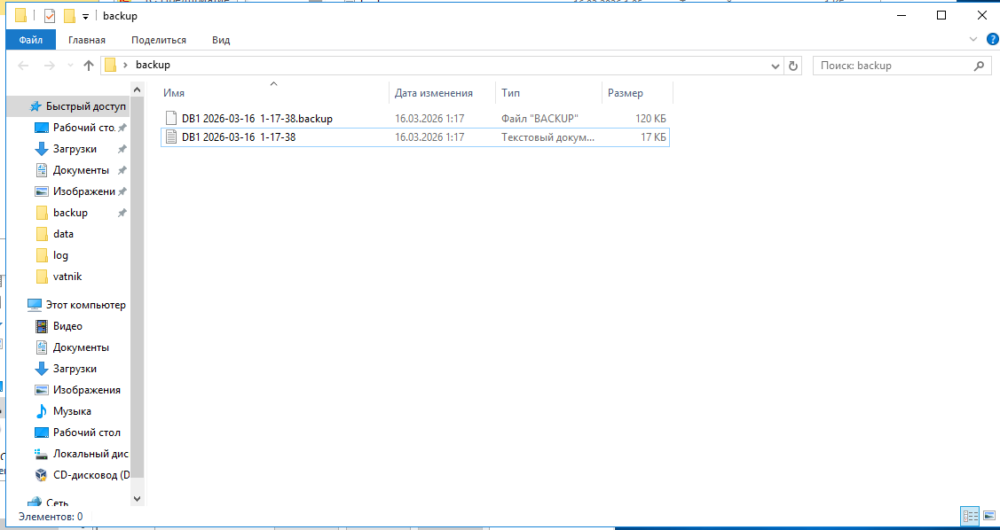 backup
Файл Главная Поделиться Вид
backup Поиск: backup
Имя Дата изменения Тип Размер
DB1 2026-03-16 1-17-38.backup 16.03.2026 1:17 Файл "BACKUP" 120 КБ
DB1 2026-03-16 1-17-38 16.03.2026 1:17 Текстовый докум... 17 КБ
Быстрый доступ
Рабочий сто.
Загрузки
Документы
Изображени
backup
data
log
vatnik
Этот компьютер
Видео
Документы
Загрузки
Изображения
Музыка
Рабочий стол
Локальный дис
CD-дисковод (D
Сеть
Элементов: 0